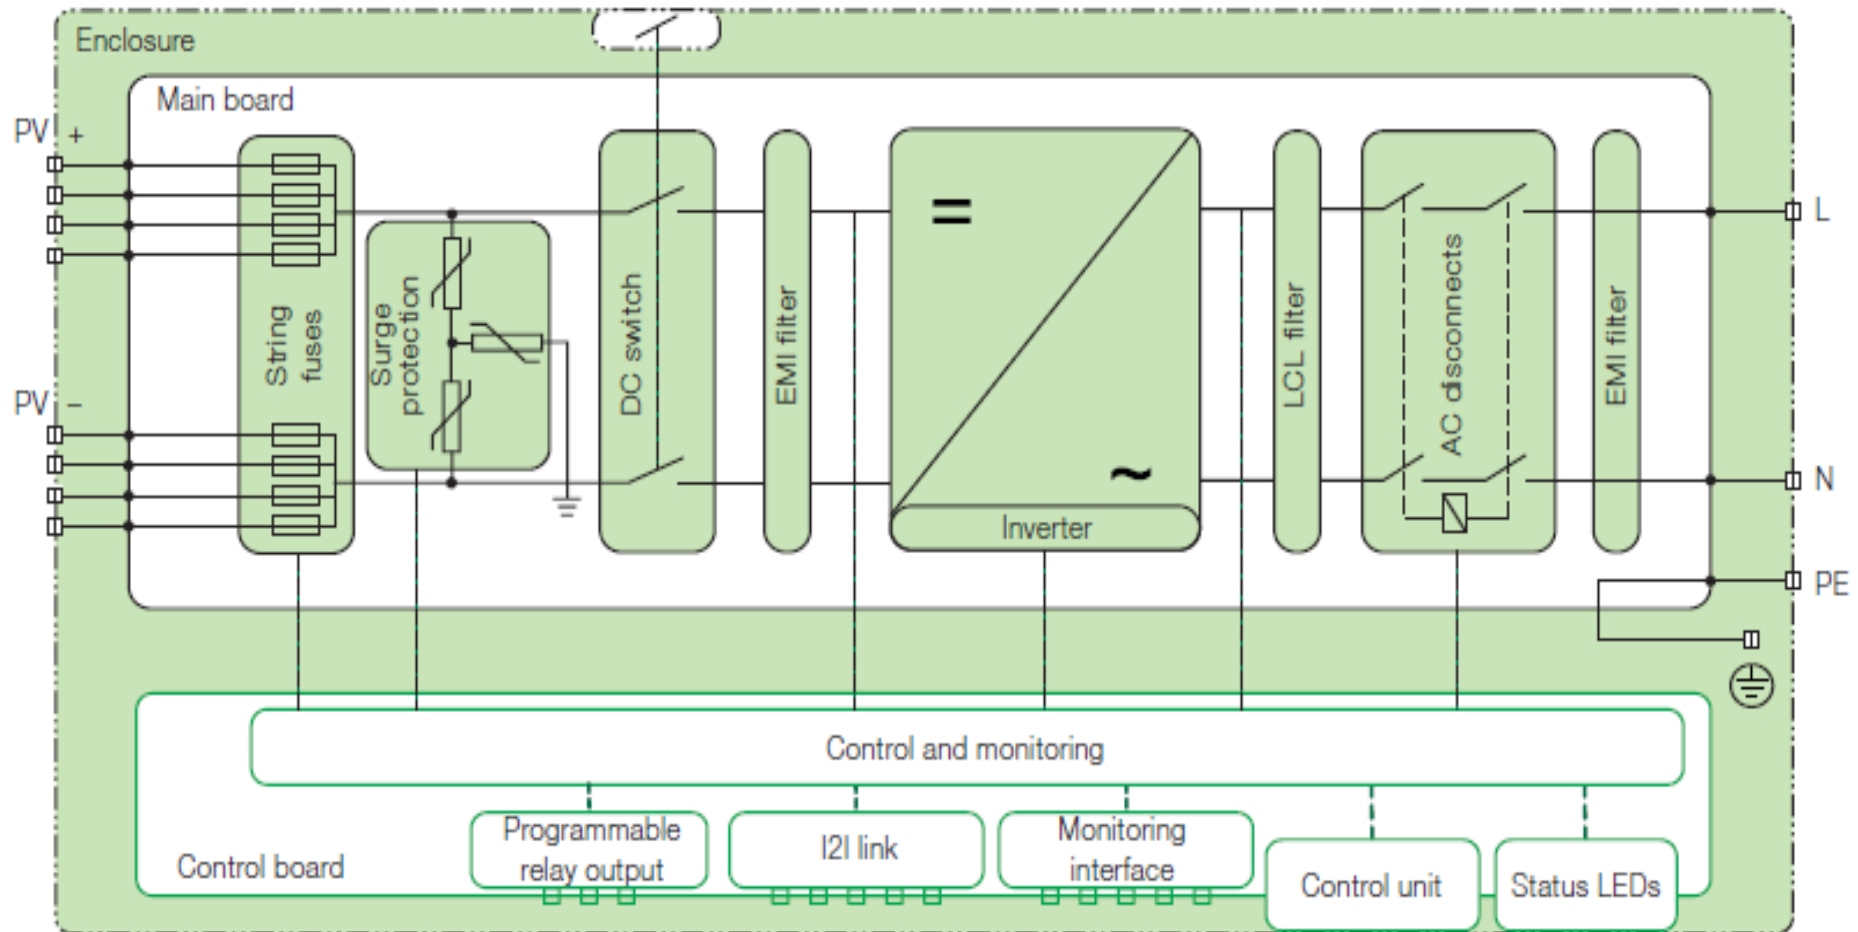 Enclosure
Main board
PV +
PV −
String
fuses
Surge
protection
DC switch
EMI filter
=
~
Inverter
LCL filter
AC disconnects
EMI filter
L
N
PE
Control and monitoring
Programmable
relay output
I2I link
Monitoring
interface
Control unit
Status LEDs
Control board